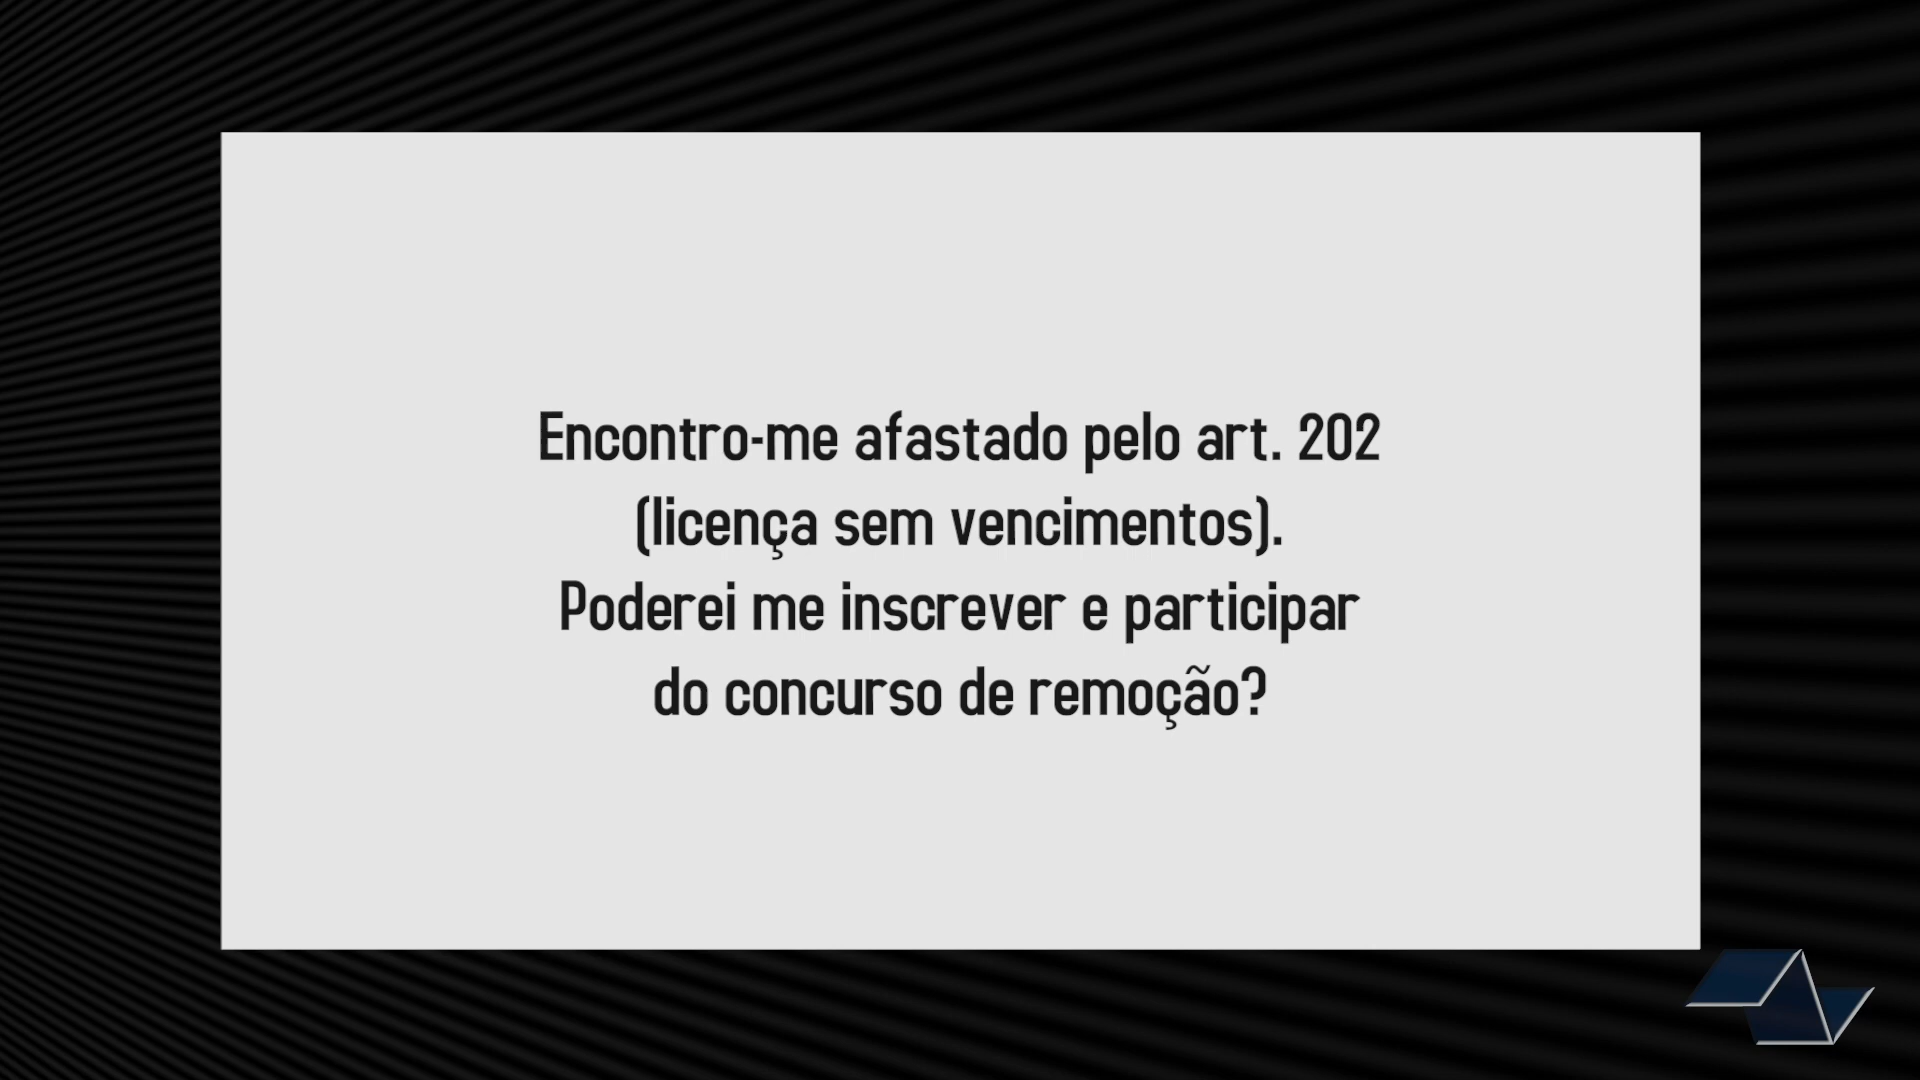 Encontro-me afastado pelo art. 202
(licença sem vencimentos).
Poderei me inscrever e participar
do concurso de remoção?